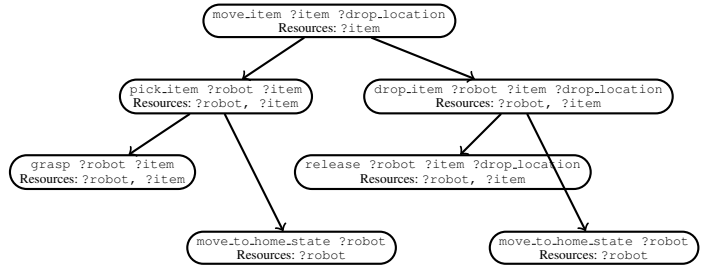 move_item ?item ?drop_location
Resources: ?item
pick_item ?robot ?item
Resources: ?robot, ?item
drop_item ?robot ?item ?drop_location
Resources: ?robot, ?item
grasp ?robot ?item
Resources: ?robot, ?item
release ?robot ?item ?drop_location
Resources: ?robot, ?item
move_to_home_state ?robot
Resources: ?robot
move_to_home_state ?robot
Resources: ?robot